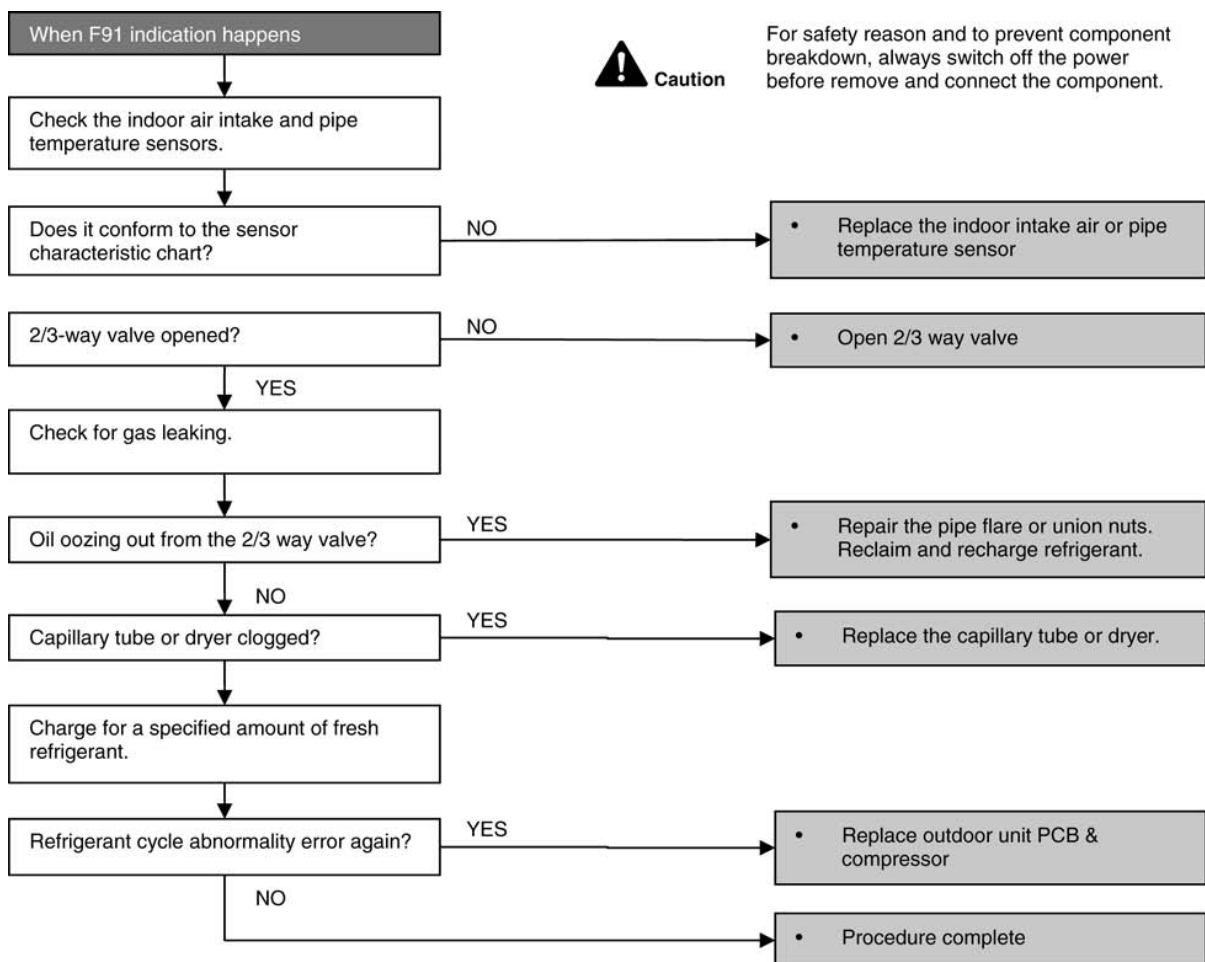 When F91 indication happens
Caution
For safety reason and to prevent component
breakdown, always switch off the power
before remove and connect the component.
Check the indoor air intake and pipe
temperature sensors.
Does it conform to the sensor
characteristic chart?
NO
• Replace the indoor intake air or pipe
temperature sensor
2/3-way valve opened?
NO
• Open 2/3 way valve
YES
Check for gas leaking.
Oil oozing out from the 2/3 way valve?
YES
• Repair the pipe flare or union nuts.
Reclaim and recharge refrigerant.
NO
Capillary tube or dryer clogged?
YES
• Replace the capillary tube or dryer.
Charge for a specified amount of fresh
refrigerant.
Refrigerant cycle abnormality error again?
YES
• Replace outdoor unit PCB &
compressor
NO
• Procedure complete